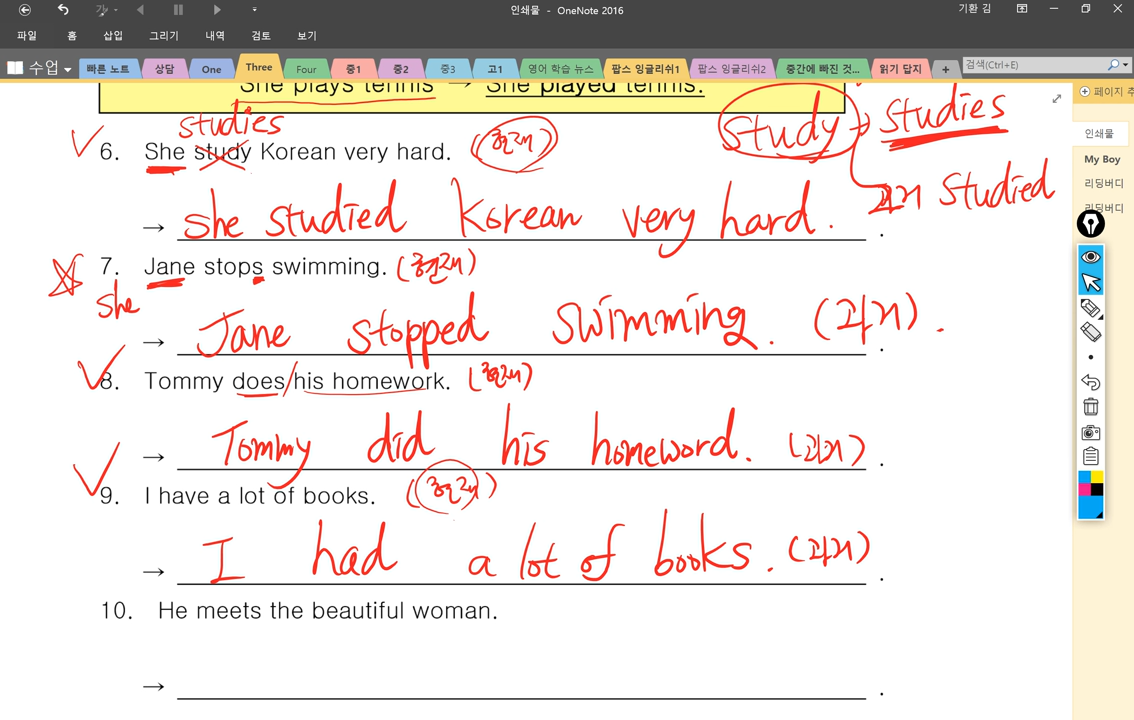 인쇄물 - OneNote 2016
기환 김
파일 홈 삽입 그리기 내역 검토 보기
수업 빠른 노트 상담 One Three Four 중1 중2 중3 고1 영어 학습 뉴스 팝스 잉글리쉬1 팝스 잉글리쉬2 중간에 빠진 것... 읽기 답지 + 검색(Ctrl+E)
She plays tennis → She played tennis.
페이지 추
인쇄물
My Boy
리딩버디
리딩버디
studies
study → studies
과거 studied
6. She study Korean very hard. (현재)
→ She studied Korean very hard. .
7. Jane stops swimming. (현재)
she
→ Jane stopped swimming. (과거). .
8. Tommy does/his homework. (현재)
→ Tommy did his homeword. (과거) .
9. I have a lot of books. (현재)
→ I had a lot of books. (과거) .
10. He meets the beautiful woman.
→ .